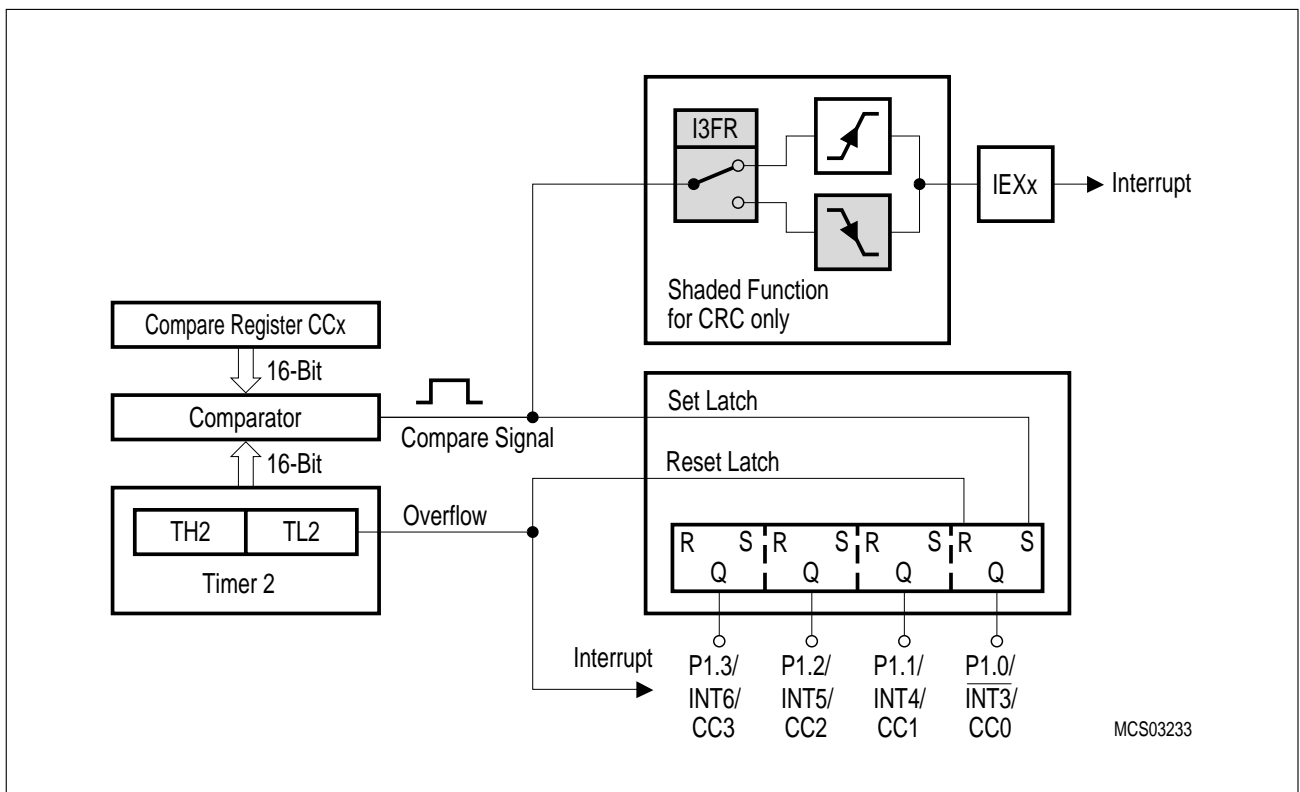 I3FR
IEXx
Interrupt
Shaded Function
for CRC only
Compare Register CCx
16-Bit
Comparator
Compare Signal
16-Bit
TH2
TL2
Timer 2
Overflow
Interrupt
Set Latch
Reset Latch
R S R S R S R S
Q Q Q Q
P1.3/ P1.2/ P1.1/ P1.0/
INT6/ INT5/ INT4/ INT3/
CC3 CC2 CC1 CC0
MCS03233